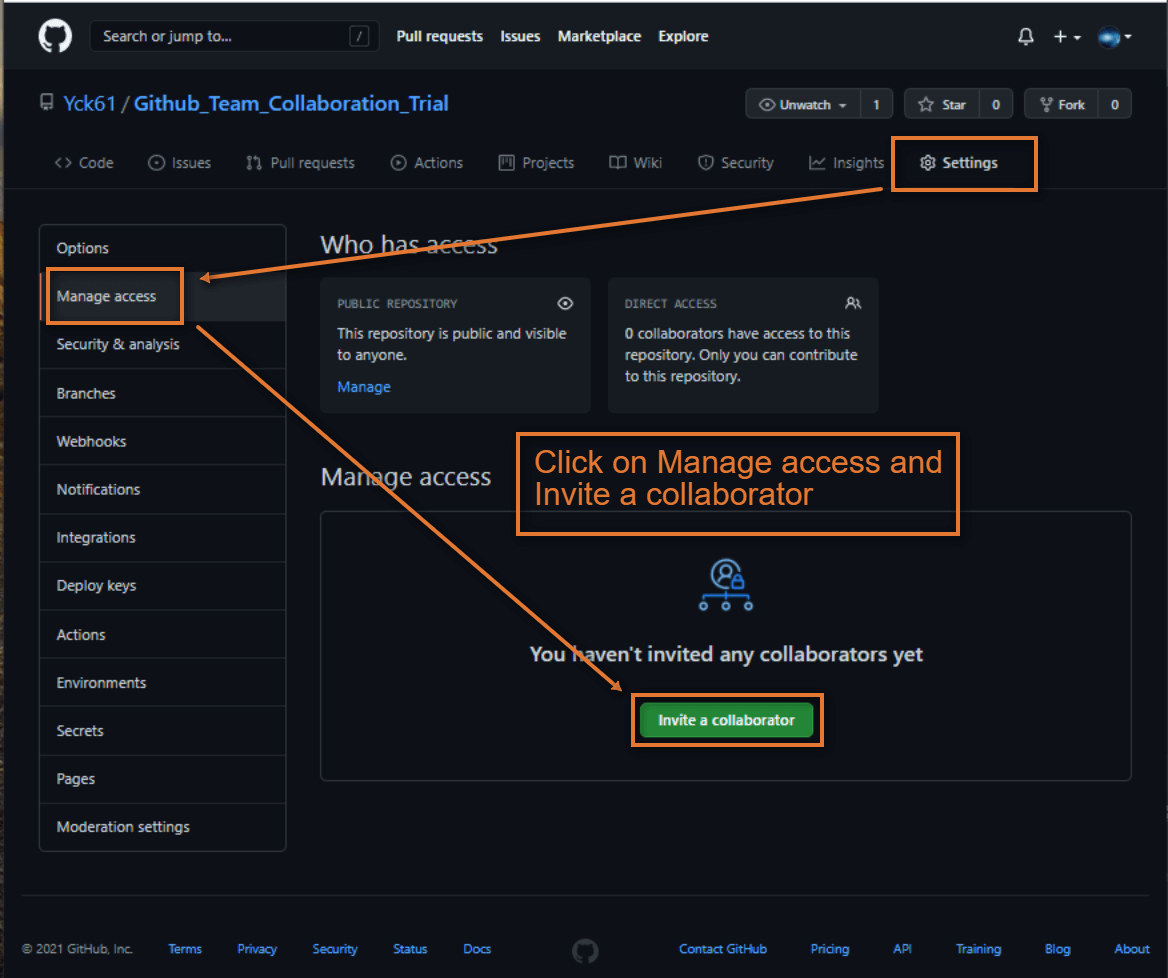 Search or jump to... /
Pull requests Issues Marketplace Explore
Yck61 / Github_Team_Collaboration_Trial
Unwatch 1 Star 0 Fork 0
Code Issues Pull requests Actions Projects Wiki Security Insights Settings
Options
Manage access
Security & analysis
Branches
Webhooks
Notifications
Integrations
Deploy keys
Actions
Environments
Secrets
Pages
Moderation settings
Who has access
PUBLIC REPOSITORY
This repository is public and visible
to anyone.
Manage
DIRECT ACCESS
0 collaborators have access to this
repository. Only you can contribute
to this repository.
Manage access
Click on Manage access and
Invite a collaborator
You haven't invited any collaborators yet
Invite a collaborator
© 2021 GitHub, Inc. Terms Privacy Security Status Docs Contact GitHub Pricing API Training Blog About